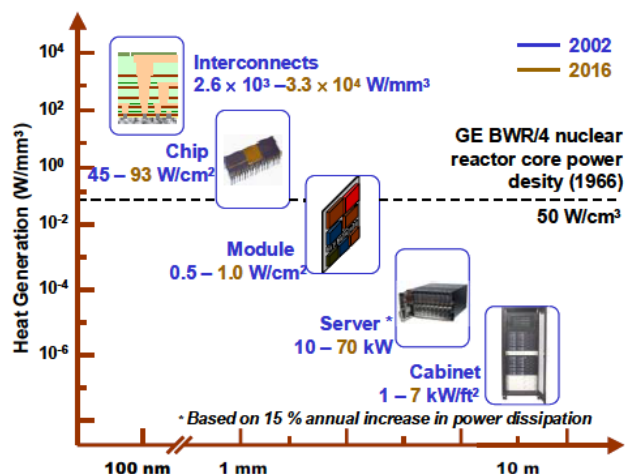 Heat Generation (W/mm³)
10⁴
10²
10⁰
10⁻²
10⁻⁴
10⁻⁶
Interconnects
2.6 × 10³ –3.3 × 10⁴ W/mm³
2002
2016
Chip
45 – 93 W/cm²
GE BWR/4 nuclear
reactor core power
desity (1966)
50 W/cm³
Module
0.5 – 1.0 W/cm²
Server *
10 – 70 kW
Cabinet
1 – 7 kW/ft²
* Based on 15 % annual increase in power dissipation
100 nm
1 mm
10 m